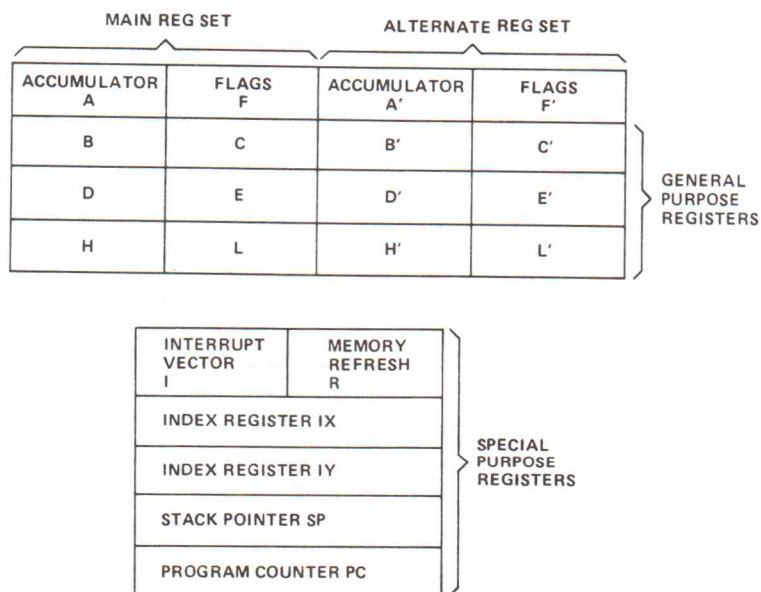 MAIN REG SET
ALTERNATE REG SET
ACCUMULATOR
A
FLAGS
F
ACCUMULATOR
A′
FLAGS
F′
B
C
B′
C′
D
E
D′
E′
H
L
H′
L′
GENERAL
PURPOSE
REGISTERS
INTERRUPT
VECTOR
I
MEMORY
REFRESH
R
INDEX REGISTER IX
INDEX REGISTER IY
STACK POINTER SP
PROGRAM COUNTER PC
SPECIAL
PURPOSE
REGISTERS